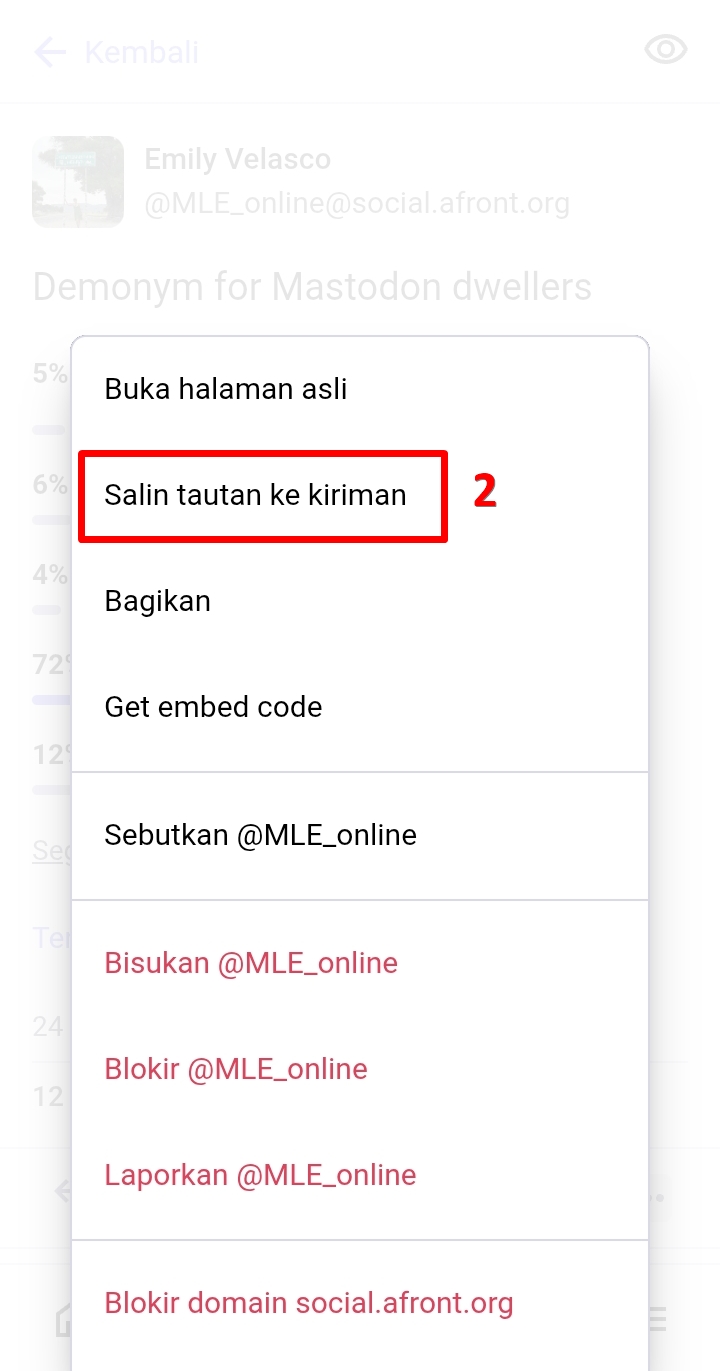 Kembali
Emily Velasco
@MLE_online@social.afront.org
Demonym for Mastodon dwellers
5%
Buka halaman asli
6%
Salin tautan ke kiriman 2
4%
Bagikan
72%
Get embed code
12%
Sebutkan @MLE_online
Bisukan @MLE_online
24
Blokir @MLE_online
12
Laporkan @MLE_online
Blokir domain social.afront.org